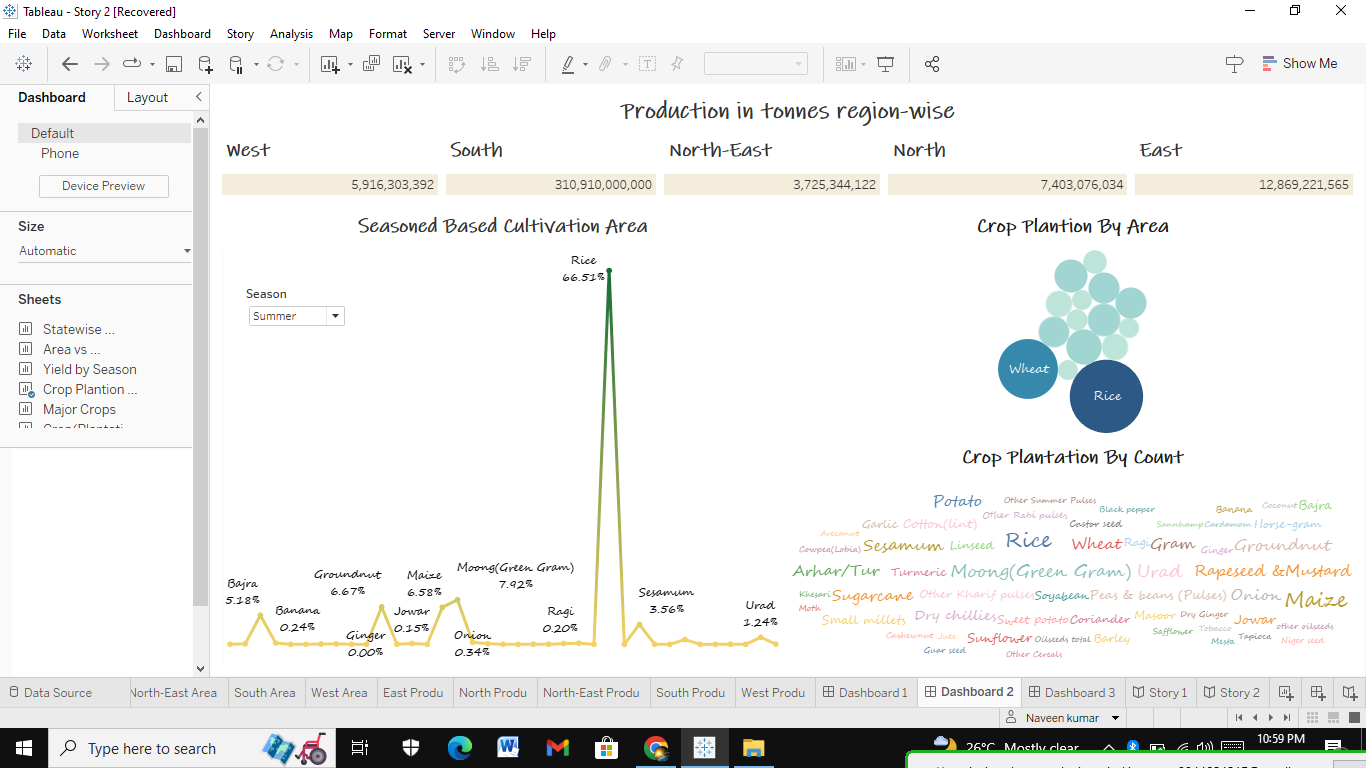 Tableau - Story 2 [Recovered]
File Data Worksheet Dashboard Story Analysis Map Format Server Window Help
Show Me
Dashboard Layout
Default
Phone
Device Preview
Size
Automatic
Sheets
Statewise ...
Area vs ...
Yield by Season
Crop Plantion ...
Major Crops
Production in tonnes region-wise
West South North-East North East
5,916,303,392 310,910,000,000 3,725,344,122 7,403,076,034 12,869,221,565
Seasoned Based Cultivation Area
Season
Summer
Rice
66.51%
Bajra
5.18%
Banana
0.24%
Groundnut
6.67%
Ginger
0.00%
Maize
6.58%
Jowar
0.15%
Moong(Green Gram)
7.92%
Onion
0.34%
Ragi
0.20%
Sesamum
3.56%
Urad
1.24%
Crop Plantion By Area
Wheat
Rice
Crop Plantation By Count
Potato Other Summer Pulses Black pepper Banana Coconut Bajra
Garlic Cotton(lint) Other Rabi pulses Castor seed Sannhamp Cardamom Horse-gram
Arecanut
Cowpea(Lobia) Sesamum Linseed Rice Wheat Ragi Gram Ginger Groundnut
Arhar/Tur Turmeric Moong(Green Gram) Urad Rapeseed &Mustard
Khesari Sugarcane Other Kharif pulses Soyabean Peas & beans (Pulses) Onion Maize
Moth
Small millets Dry chillies Sweet potato Coriander Masoor Dry Ginger Jowar other oilseeds
Cashewnut Jute Sunflower Oilseeds total Barley Safflower Tobacco Mesta Tapioca Niger seed
Guar seed Other Cereals
Data Source North-East Area South Area West Area East Produ North Produ North-East Produ South Produ West Produ Dashboard 1 Dashboard 2 Dashboard 3 Story 1 Story 2
Naveen kumar
Type here to search
26°C Mostly clear
10:59 PM